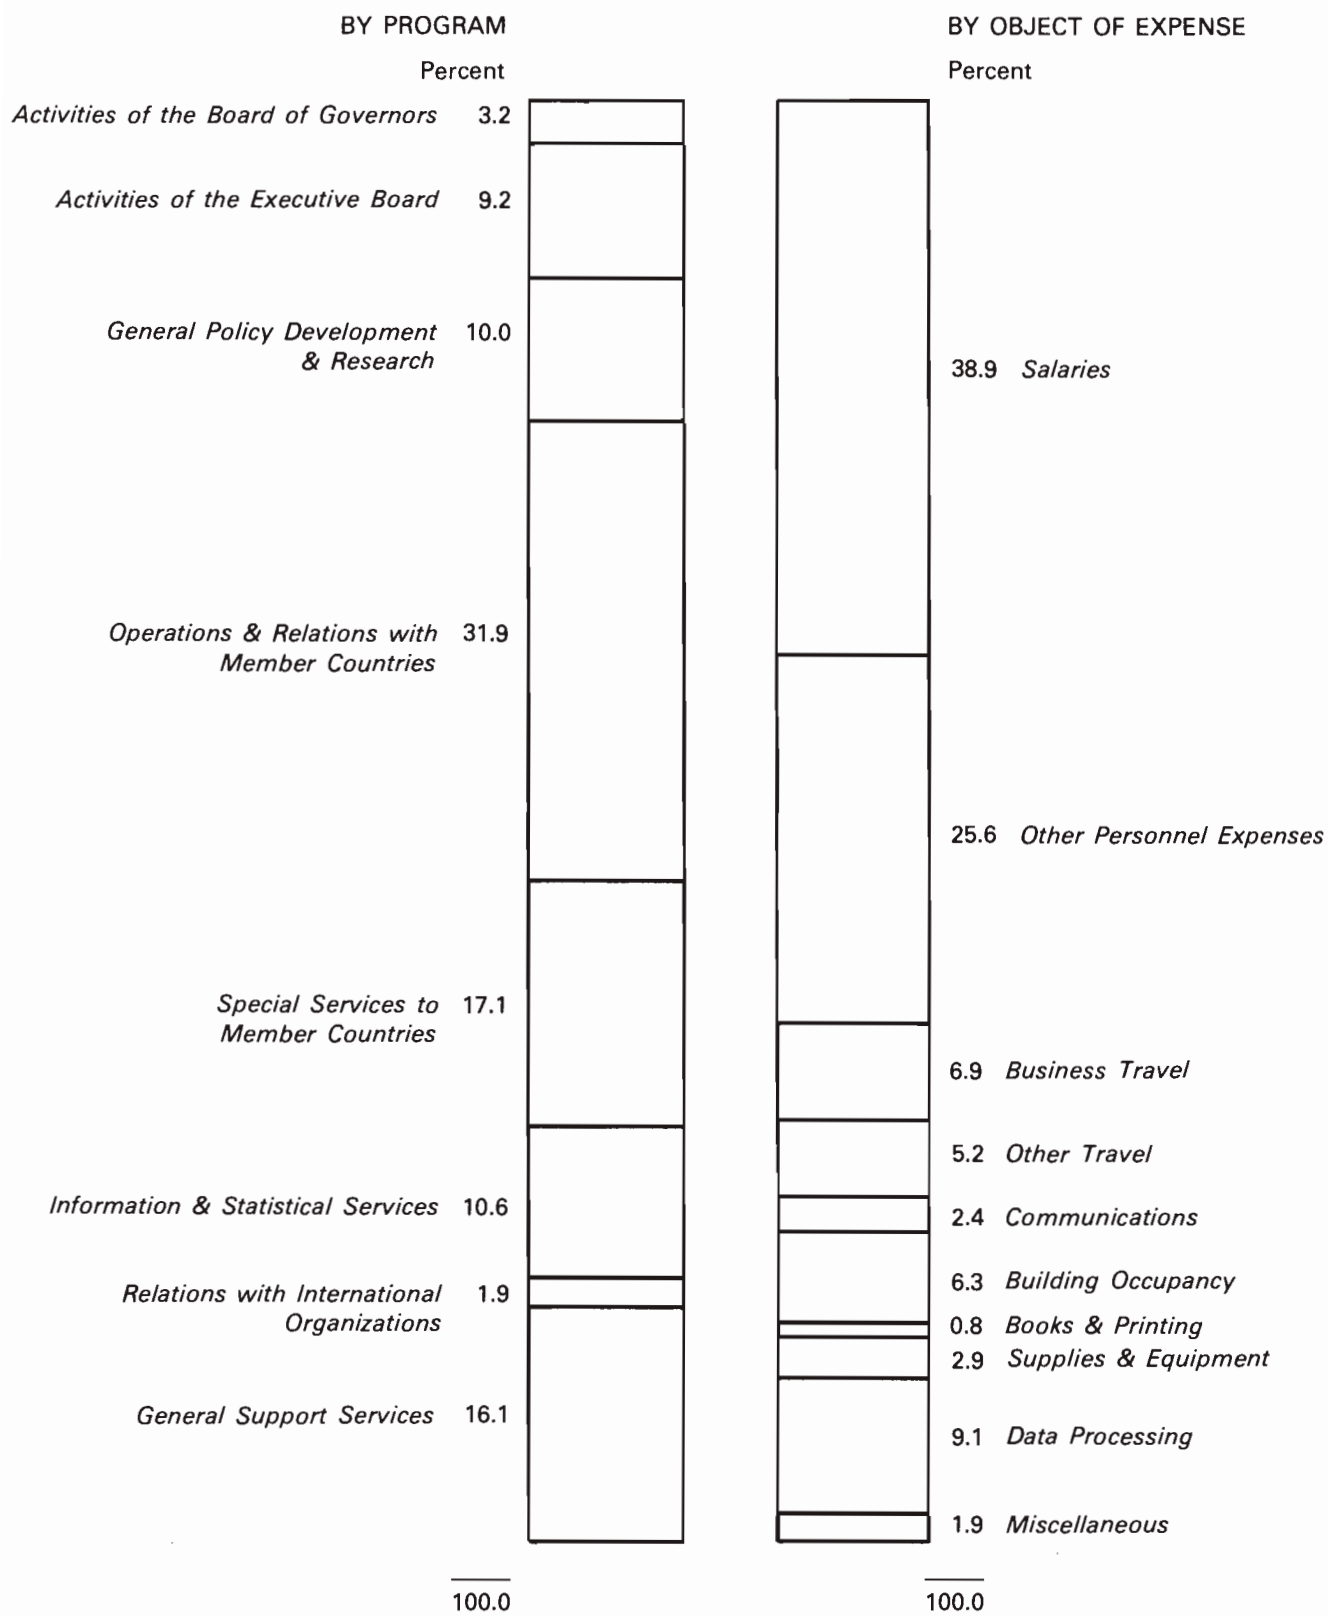 BY PROGRAM
Percent
Activities of the Board of Governors 3.2
Activities of the Executive Board 9.2
General Policy Development 10.0
& Research
Operations & Relations with 31.9
Member Countries
Special Services to 17.1
Member Countries
Information & Statistical Services 10.6
Relations with International 1.9
Organizations
General Support Services 16.1
100.0
BY OBJECT OF EXPENSE
Percent
38.9 Salaries
25.6 Other Personnel Expenses
6.9 Business Travel
5.2 Other Travel
2.4 Communications
6.3 Building Occupancy
0.8 Books & Printing
2.9 Supplies & Equipment
9.1 Data Processing
1.9 Miscellaneous
100.0